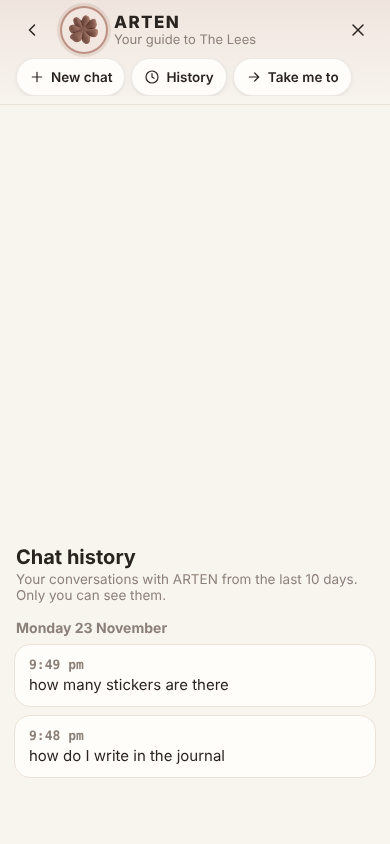 ARTEN
Your guide to The Lees
New chat
History
Take me to
Chat history
Your conversations with ARTEN from the last 10 days.
Only you can see them.
Monday 23 November
9:49 pm
how many stickers are there
9:48 pm
how do I write in the journal